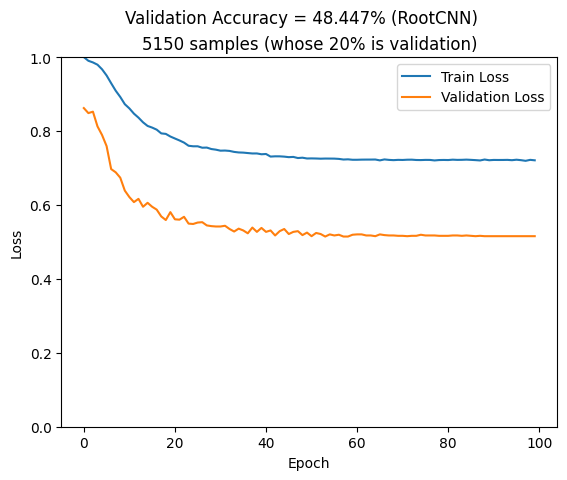 Validation Accuracy = 48.447% (RootCNN)
5150 samples (whose 20% is validation)
Train Loss
Validation Loss
1.0
0.8
0.6
0.4
0.2
0.0
Loss
0
20
40
60
80
100
Epoch